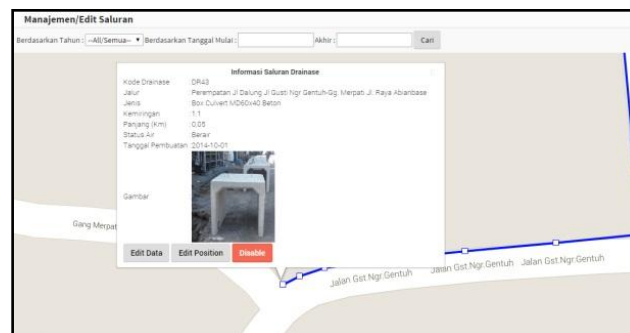 Manajemen/Edit Saluran
Berdasarkan Tahun : --All/Semua-- Berdasarkan Tanggal Mulai : Akhir : Cari
Informasi Saluran Drainase
Kode Drainase DR43
Jalur Perempatan Jl Dalung Jl Gusti Ngr Gentuh-Gg. Merpati Jl. Raya Abianbase
Jenis Box Culvert MD60x40 Beton
Kemiringan 1:1
Panjang (Km) 0,05
Status Air Berair
Tanggal Pembuatan 2014-10-01
Gambar
Edit Data Edit Position Disable
Gang Merpat
Jalan Gst.Ngr.Gentuh Jalan Gst.Ngr.Gentuh Jalan Gst.Ngr.Gentuh